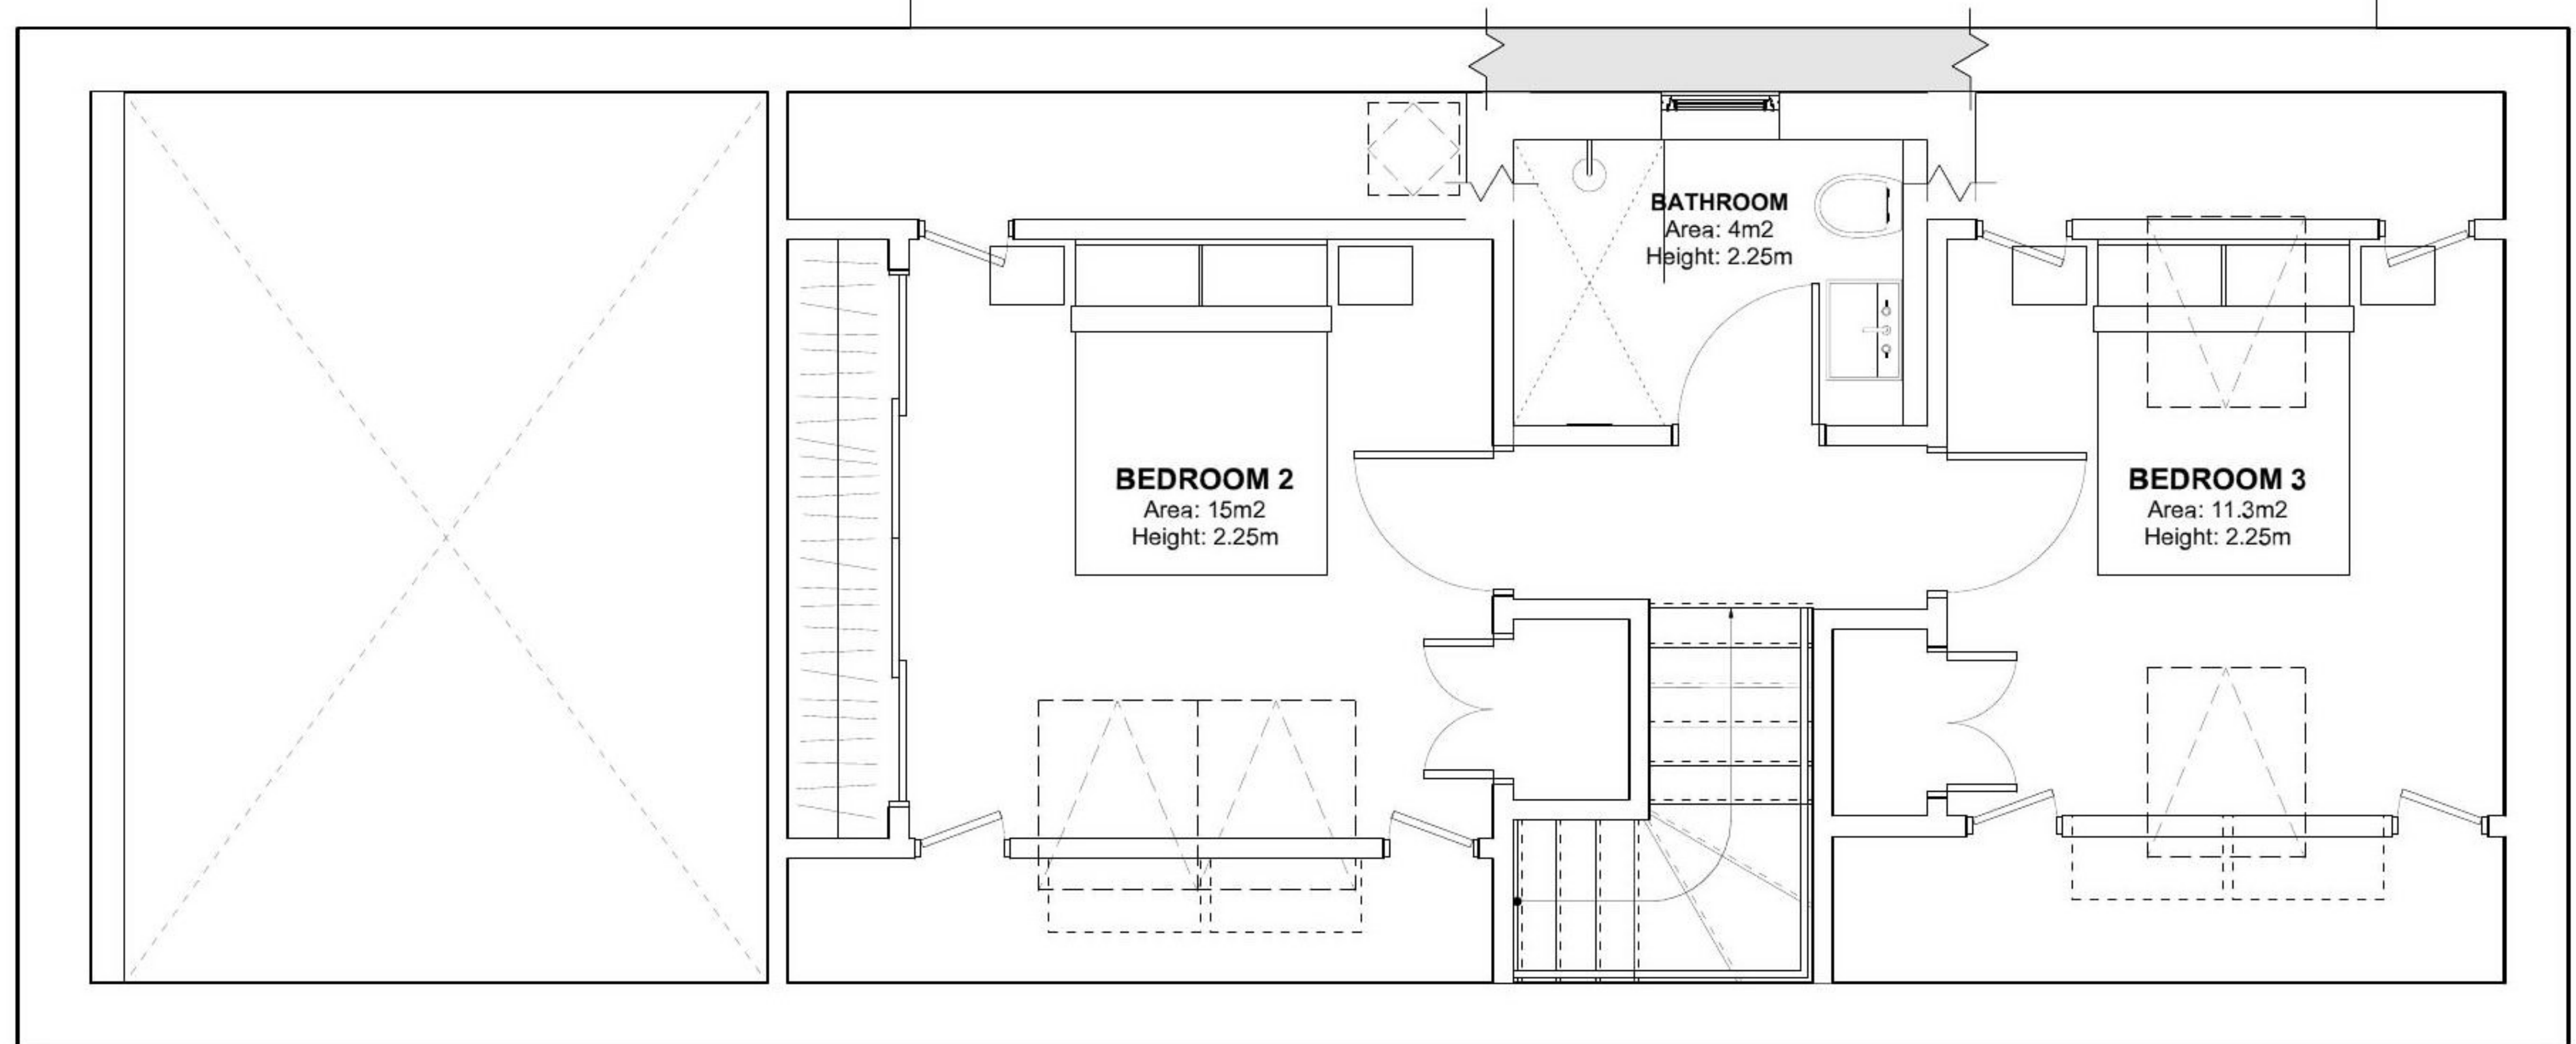 BATHROOM
Area: 4m2
Height: 2.25m
BEDROOM 2
Area: 15m2
Height: 2.25m
BEDROOM 3
Area: 11.3m2
Height: 2.25m